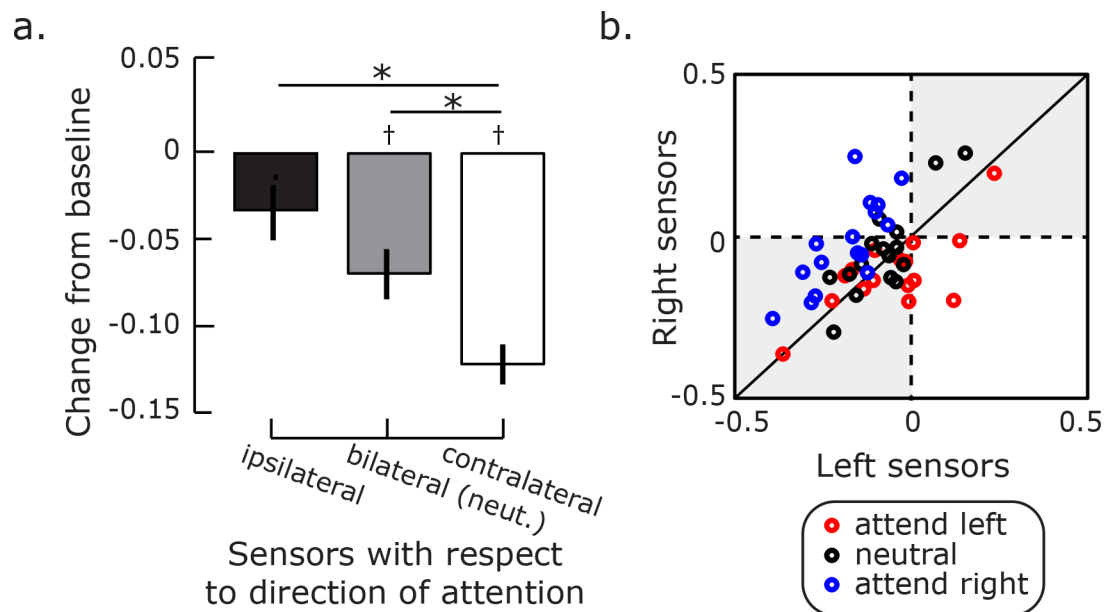 a.
Change from baseline
0.05
0
-0.05
-0.10
-0.15
*
*
†
†
ipsilateral
bilateral (neut.)
contralateral
Sensors with respect
to direction of attention
b.
Right sensors
0.5
0
-0.5
-0.5
0
0.5
Left sensors
attend left
neutral
attend right